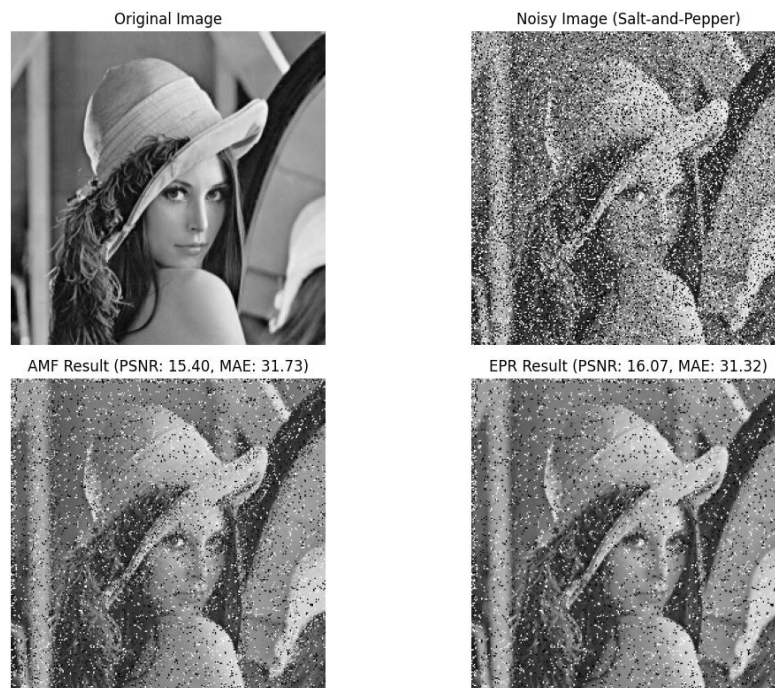 Original Image
Noisy Image (Salt-and-Pepper)
AMF Result (PSNR: 15.40, MAE: 31.73)
EPR Result (PSNR: 16.07, MAE: 31.32)